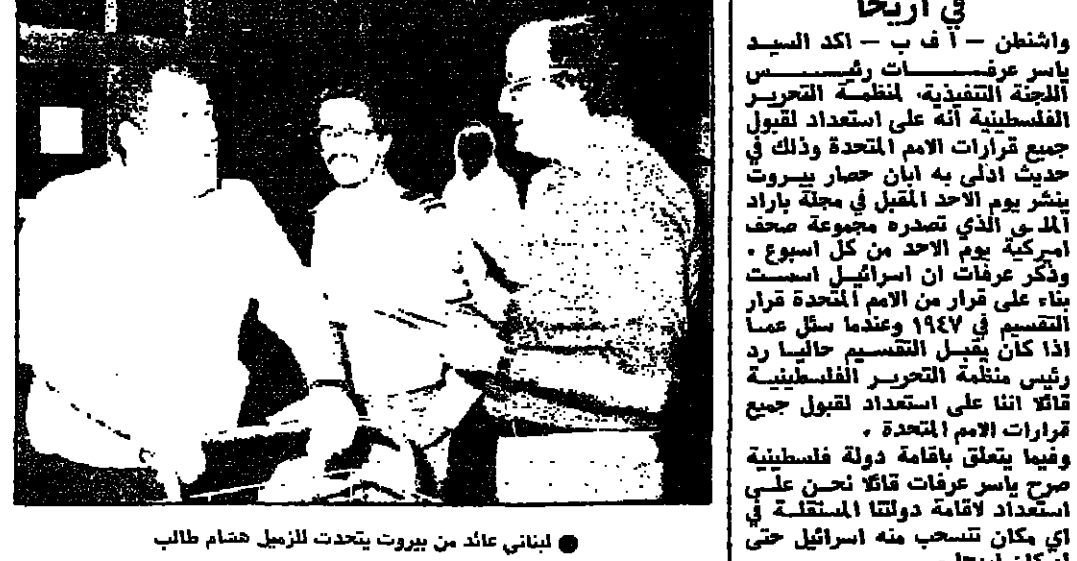 في اريحا
واشنطن – ا ف ب – اكد السيد
ياسر عرفات رئيس
اللجنة التنفيذية لمنظمة التحرير
الفلسطينية أنه على استعداد لقبول
جميع قرارات الامم المتحدة وذلك في
حديث ادلى به ابان حصار بيروت
ينشر يوم الاحد المقبل في مجلة باراد
الذي تصدره مجموعة صحف
اميركية يوم الاحد من كل اسبوع .
وذكر عرفات ان اسرائيل اسست
بناء على قرار من الامم المتحدة قرار
التقسيم في ١٩٤٧ وعندما سئل عما
اذا كان يقبل التقسيم حاليا رد
رئيس منظمة التحرير الفلسطينية
قائلا اننا على استعداد لقبول جميع
قرارات الامم المتحدة .
وفيما يتعلق باقامة دولة فلسطينية
صرح ياسر عرفات قائلا نحن على
استعداد لاقامة دولتنا المستقلة في
اي مكان تنسحب منه اسرائيل حتى
● لبناني عائد من بيروت يتحدث للزميل هشام طالب